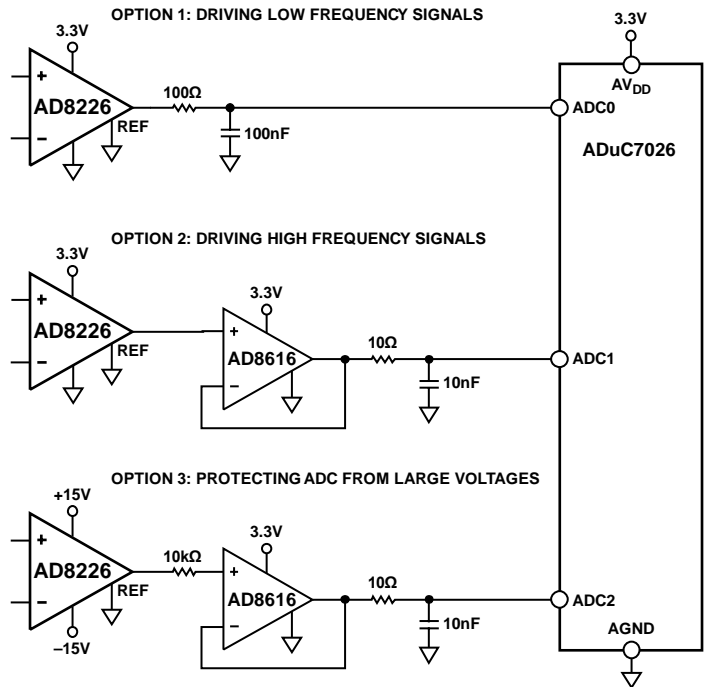 OPTION 1: DRIVING LOW FREQUENCY SIGNALS
3.3V
3.3V
AVDD
+
100Ω
AD8226
ADC0
REF
−
100nF
ADuC7026
OPTION 2: DRIVING HIGH FREQUENCY SIGNALS
3.3V
3.3V
+
+
10Ω
AD8226
AD8616
ADC1
REF
−
−
10nF
OPTION 3: PROTECTING ADC FROM LARGE VOLTAGES
+15V
3.3V
+
10kΩ
+
10Ω
AD8226
AD8616
ADC2
REF
−
−
10nF
AGND
−15V